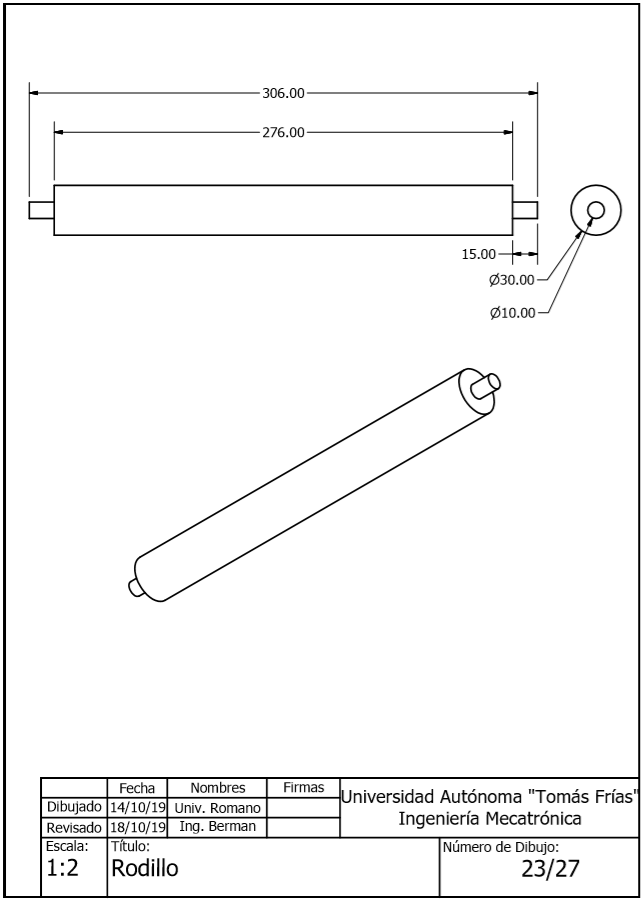 306.00
276.00
15.00
Ø30.00
Ø10.00
Fecha Nombres Firmas
Dibujado 14/10/19 Univ. Romano
Revisado 18/10/19 Ing. Berman
Universidad Autónoma "Tomás Frías"
Ingeniería Mecatrónica
Escala:
1:2
Título:
Rodillo
Número de Dibujo:
23/27